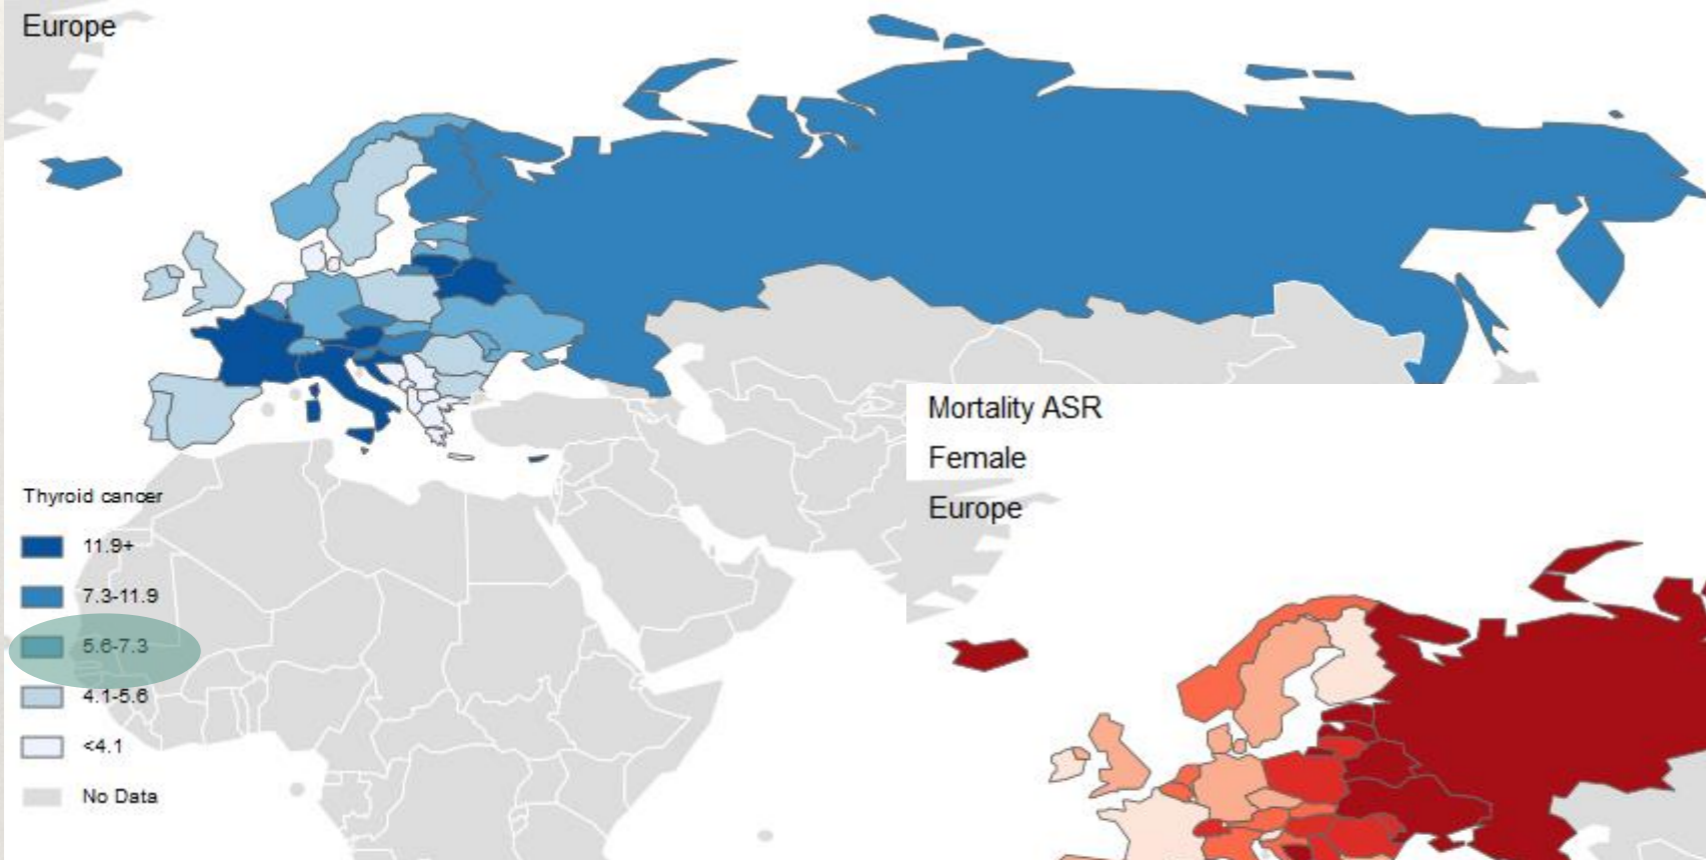 Europe
Thyroid cancer
11.9+
7.3-11.9
5.6-7.3
4.1-5.6
<4.1
No Data
Mortality ASR
Female
Europe